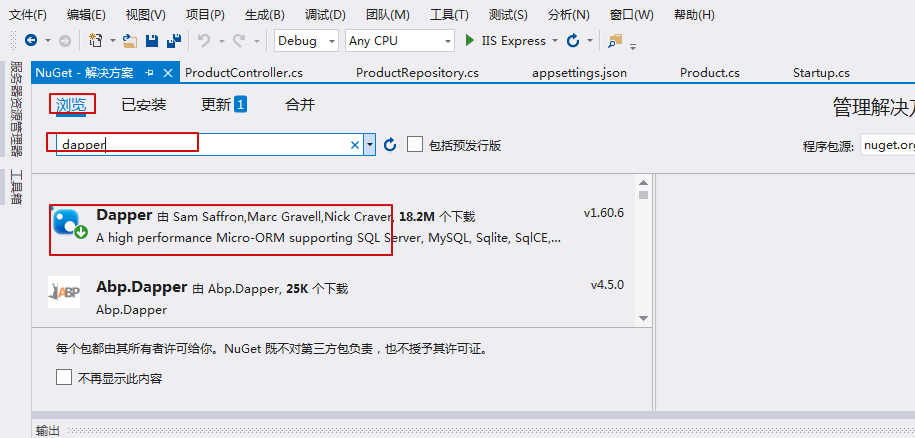 文件(F) 编辑(E) 视图(V) 项目(P) 生成(B) 调试(D) 团队(M) 工具(T) 测试(S) 分析(N) 窗口(W) 帮助(H)
Debug Any CPU IIS Express
服务器资源管理器
工具箱
NuGet - 解决方案 ProductController.cs ProductRepository.cs appsettings.json Product.cs Startup.cs
浏览 已安装 更新 1 合并 管理解决方
dapper 包括预发行版 程序包源: nuget.org
Dapper 由 Sam Saffron,Marc Gravell,Nick Craver, 18.2M 个下载 v1.60.6
A high performance Micro-ORM supporting SQL Server, MySQL, Sqlite, SqlCE,...
Abp.Dapper 由 Abp.Dapper, 25K 个下载 v4.5.0
Abp.Dapper
每个包都由其所有者许可给你。NuGet 既不对第三方包负责，也不授予其许可证。
不再显示此内容
输出